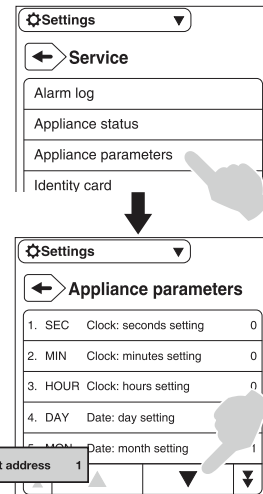 Settings
Service
Alarm log
Appliance status
Appliance parameters
Identity card
Settings
Appliance parameters
1. SEC Clock: seconds setting 0
2. MIN Clock: minutes setting 0
3. HOUR Clock: hours setting 0
4. DAY Date: day setting
5. MON Date: month setting 1
t address 1